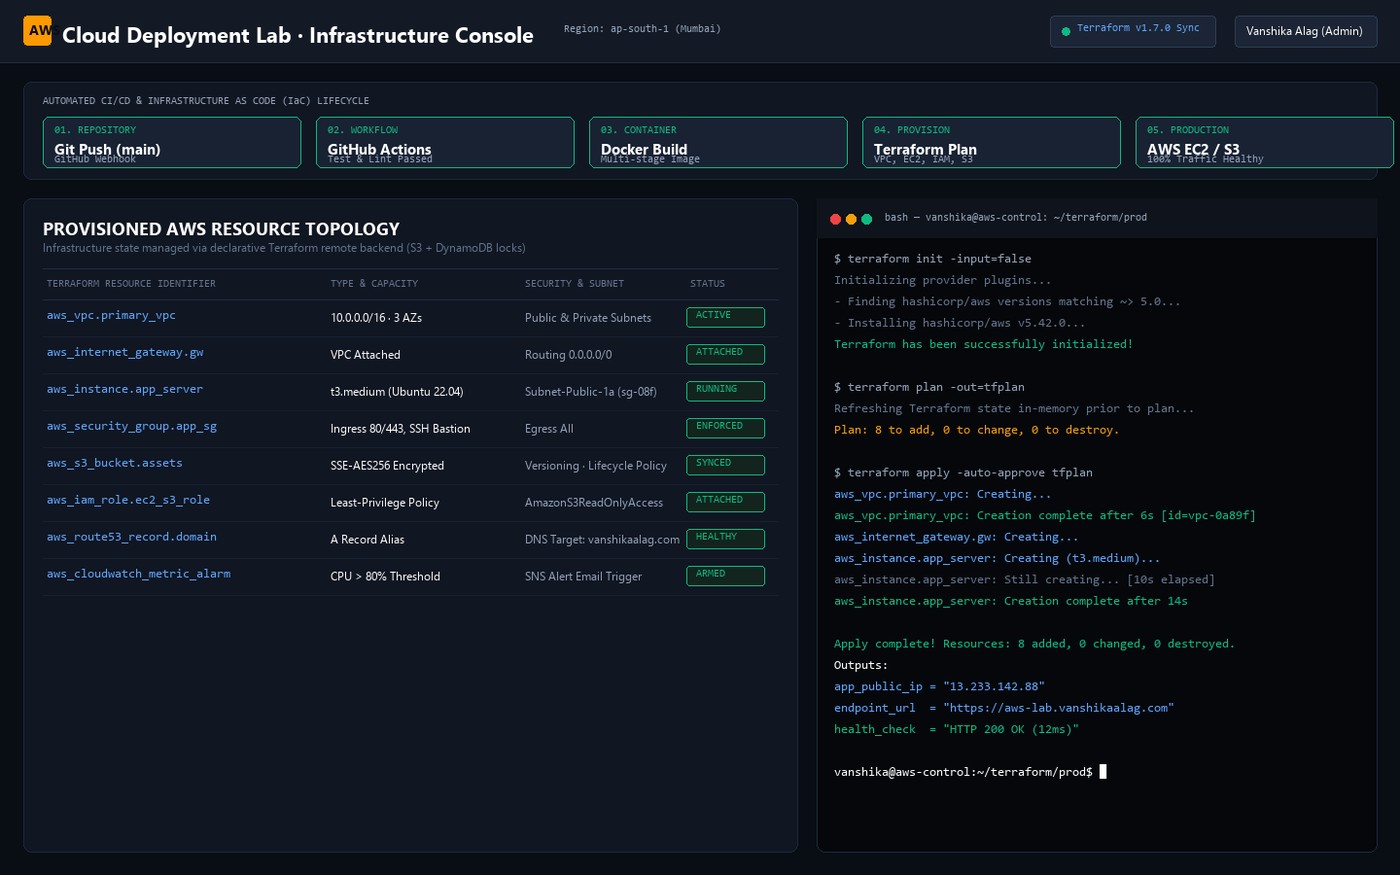 AWS Cloud Deployment Lab · Infrastructure Console
Region: ap-south-1 (Mumbai)
Terraform v1.7.0 Sync
Vanshika Alag (Admin)
AUTOMATED CI/CD & INFRASTRUCTURE AS CODE (IaC) LIFECYCLE
01. REPOSITORY
Git Push (main)
GitHub Webhook
02. WORKFLOW
GitHub Actions
Test & Lint Passed
03. CONTAINER
Docker Build
Multi-stage Image
04. PROVISION
Terraform Plan
VPC, EC2, IAM, S3
05. PRODUCTION
AWS EC2 / S3
100% Traffic Healthy
PROVISIONED AWS RESOURCE TOPOLOGY
Infrastructure state managed via declarative Terraform remote backend (S3 + DynamoDB locks)
TERRAFORM RESOURCE IDENTIFIER TYPE & CAPACITY SECURITY & SUBNET STATUS
aws_vpc.primary_vpc 10.0.0.0/16 · 3 AZs Public & Private Subnets ACTIVE
aws_internet_gateway.gw VPC Attached Routing 0.0.0.0/0 ATTACHED
aws_instance.app_server t3.medium (Ubuntu 22.04) Subnet-Public-1a (sg-08f) RUNNING
aws_security_group.app_sg Ingress 80/443, SSH Bastion Egress All ENFORCED
aws_s3_bucket.assets SSE-AES256 Encrypted Versioning · Lifecycle Policy SYNCED
aws_iam_role.ec2_s3_role Least-Privilege Policy AmazonS3ReadOnlyAccess ATTACHED
aws_route53_record.domain A Record Alias DNS Target: vanshikaalag.com HEALTHY
aws_cloudwatch_metric_alarm CPU > 80% Threshold SNS Alert Email Trigger ARMED
bash — vanshika@aws-control: ~/terraform/prod
$ terraform init -input=false
Initializing provider plugins...
- Finding hashicorp/aws versions matching ~> 5.0...
- Installing hashicorp/aws v5.42.0...
Terraform has been successfully initialized!
$ terraform plan -out=tfplan
Refreshing Terraform state in-memory prior to plan...
Plan: 8 to add, 0 to change, 0 to destroy.
$ terraform apply -auto-approve tfplan
aws_vpc.primary_vpc: Creating...
aws_vpc.primary_vpc: Creation complete after 6s [id=vpc-0a89f]
aws_internet_gateway.gw: Creating...
aws_instance.app_server: Creating (t3.medium)...
aws_instance.app_server: Still creating... [10s elapsed]
aws_instance.app_server: Creation complete after 14s
Apply complete! Resources: 8 added, 0 changed, 0 destroyed.
Outputs:
app_public_ip = "13.233.142.88"
endpoint_url  = "https://aws-lab.vanshikaalag.com"
health_check  = "HTTP 200 OK (12ms)"
vanshika@aws-control:~/terraform/prod$